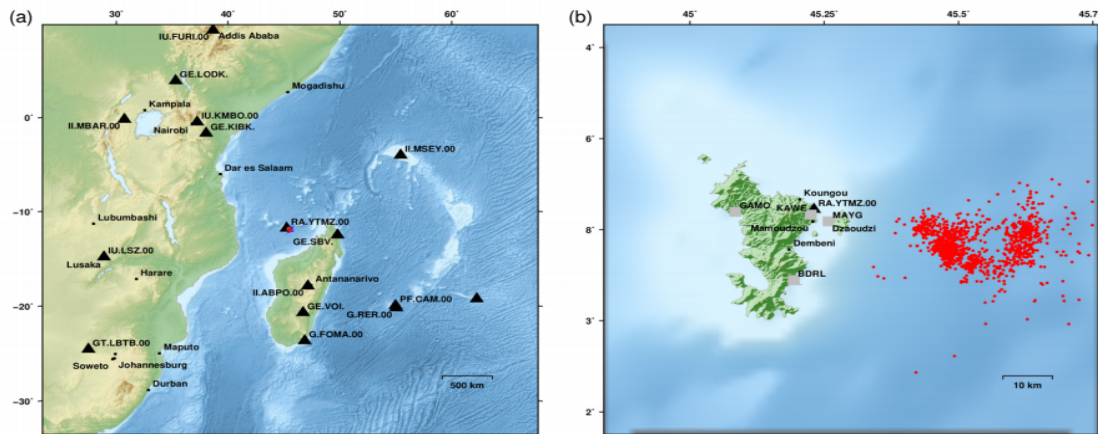 (a)
30°
40°
50°
60°
IU.FURI.00
Addis Ababa
GE.LODK.
Mogadishu
Kampala
0°
II.MBAR.00
IU.KMBO.00
Nairobi
GE.KIBK.
II.MSEY.00
Dar es Salaam
−10°
Lubumbashi
RA.YTMZ.00
GE.SBV.
IU.LSZ.00
Lusaka
Harare
Antananarivo
II.ABPO.00
−20°
GE.VOI.
PF.CAM.00
G.RER.00
G.FOMA.00
GT.LBTB.00
Maputo
Soweto
Johannesburg
Durban
500 km
−30°
(b)
45°
45.25°
45.5°
45.7
4'
6'
Koungou
GAMO
KAWE
RA.YTMZ.00
MAYG
8'
Mamoudzou
Dzaoudzi
Dembeni
BDRL
3'
10 km
2'